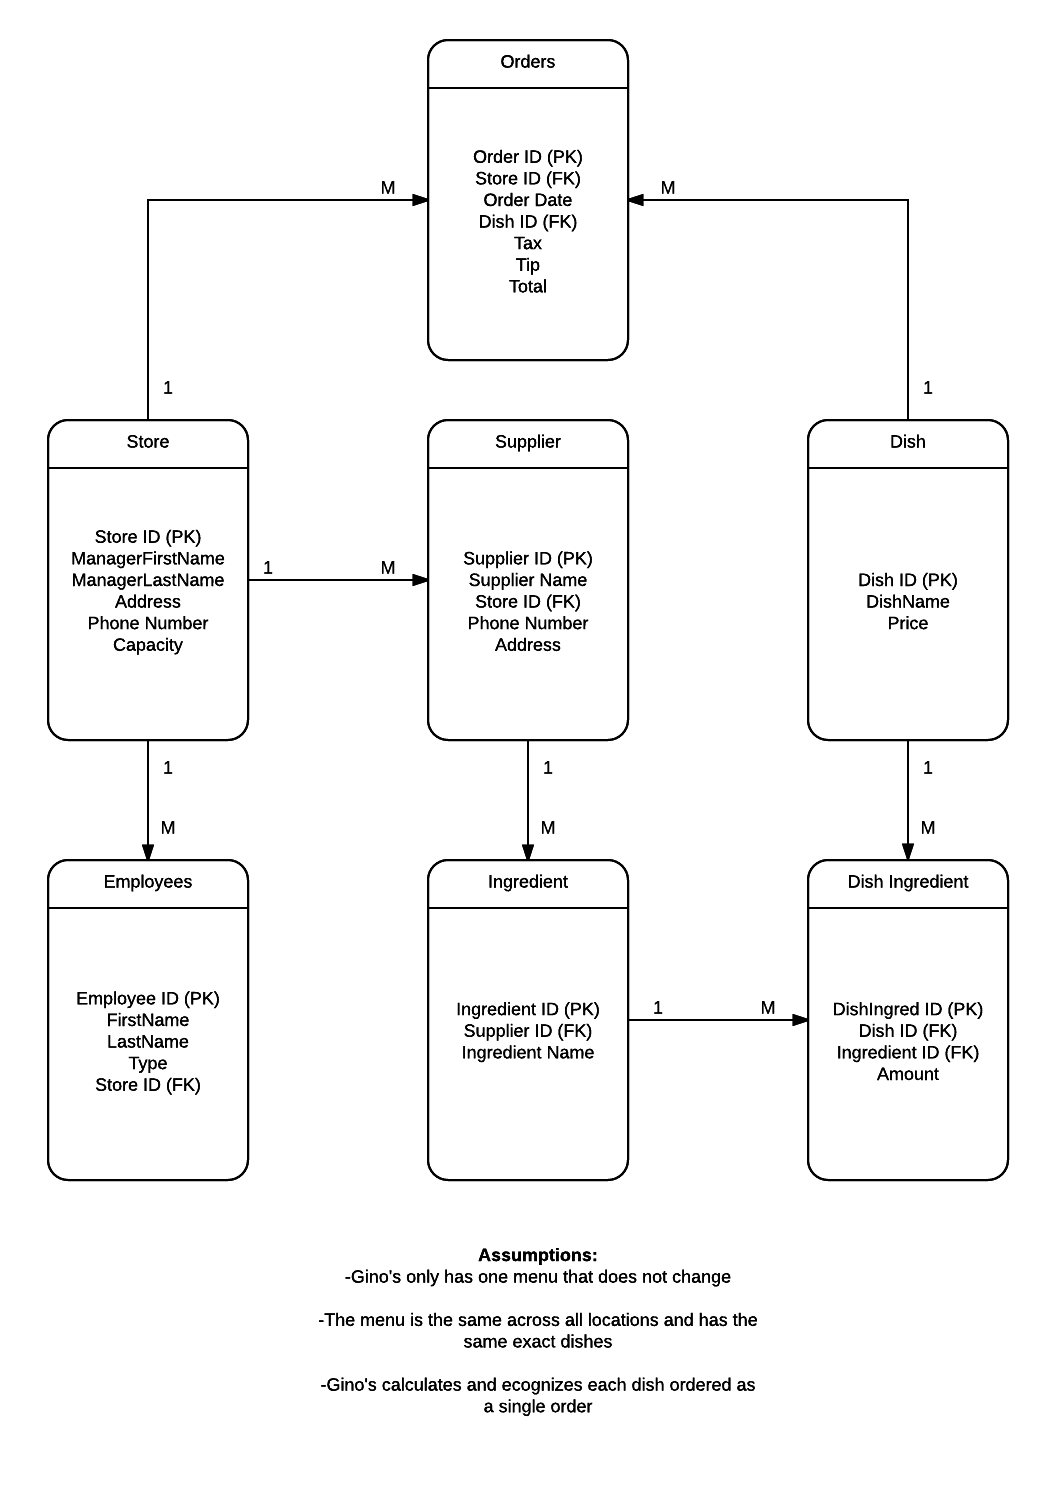 Orders
Order ID (PK)
Store ID (FK)
Order Date
Dish ID (FK)
Tax
Tip
Total
M
M
1
1
Store
Store ID (PK)
ManagerFirstName
ManagerLastName
Address
Phone Number
Capacity
1
M
Supplier
Supplier ID (PK)
Supplier Name
Store ID (FK)
Phone Number
Address
Dish
Dish ID (PK)
DishName
Price
1
M
1
M
1
M
Employees
Employee ID (PK)
FirstName
LastName
Type
Store ID (FK)
Ingredient
Ingredient ID (PK)
Supplier ID (FK)
Ingredient Name
1
M
Dish Ingredient
DishIngred ID (PK)
Dish ID (FK)
Ingredient ID (FK)
Amount
Assumptions:
-Gino's only has one menu that does not change
-The menu is the same across all locations and has the
same exact dishes
-Gino's calculates and ecognizes each dish ordered as
a single order